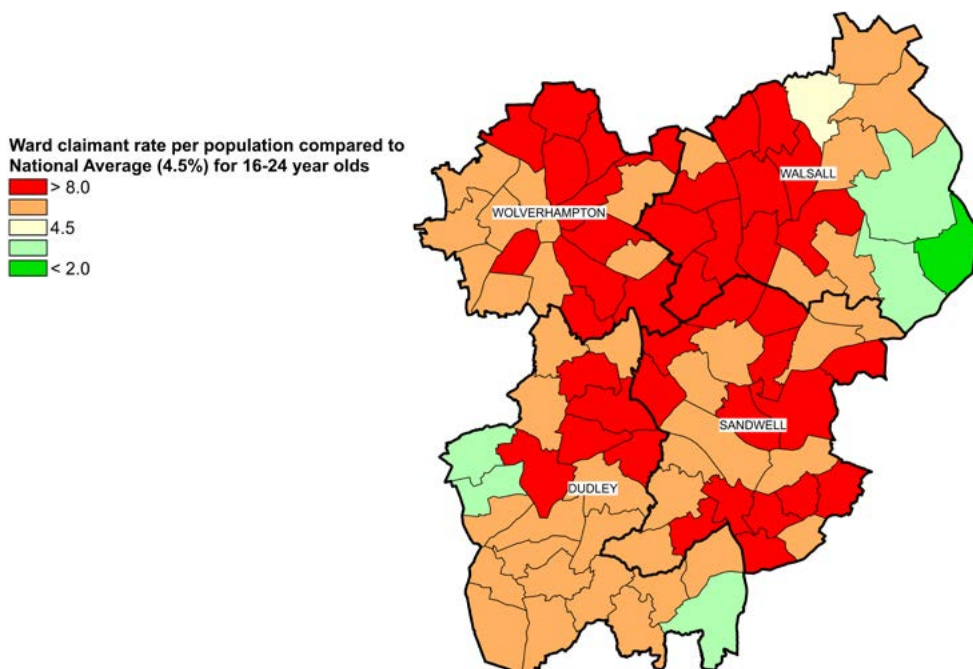 Ward claimant rate per population compared to
National Average (4.5%) for 16-24 year olds
> 8.0
4.5
< 2.0
WALSALL
WOLVERHAMPTON
SANDWELL
DUDLEY